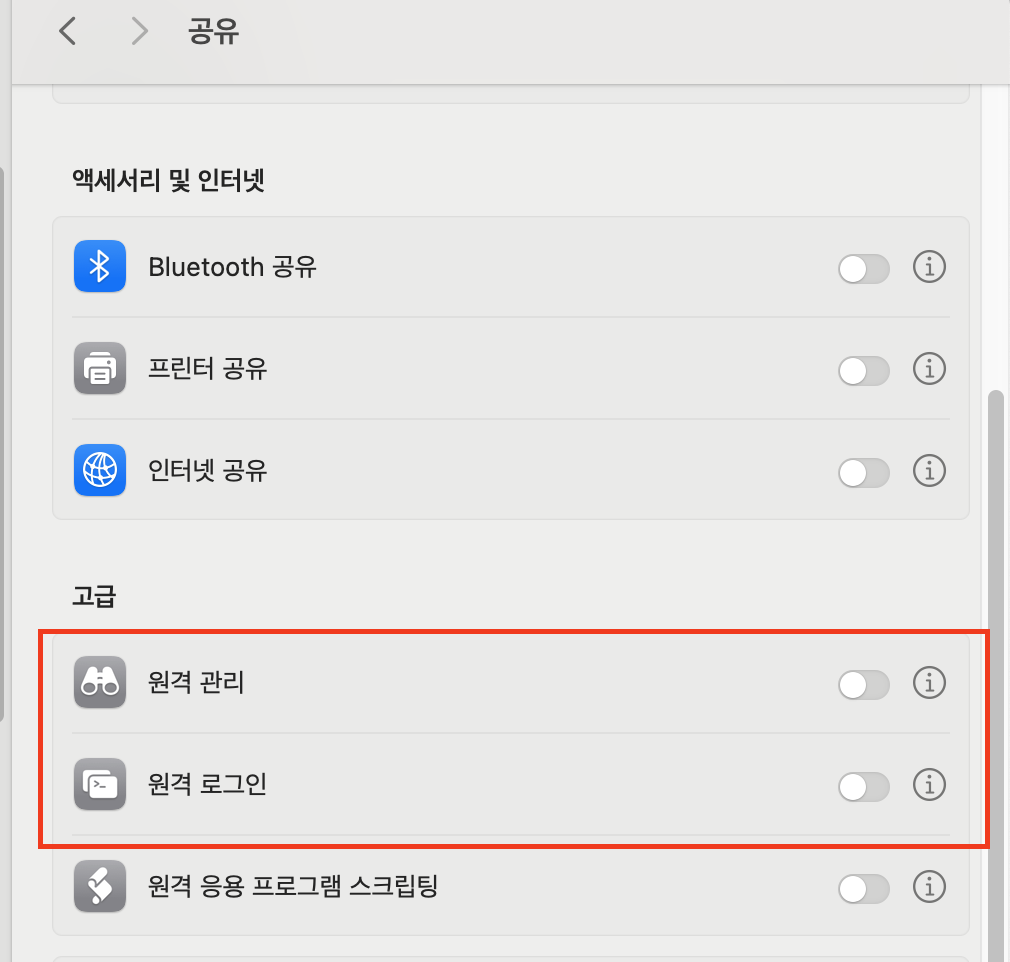 공유
액세서리 및 인터넷
Bluetooth 공유
프린터 공유
인터넷 공유
고급
원격 관리
원격 로그인
원격 응용 프로그램 스크립팅